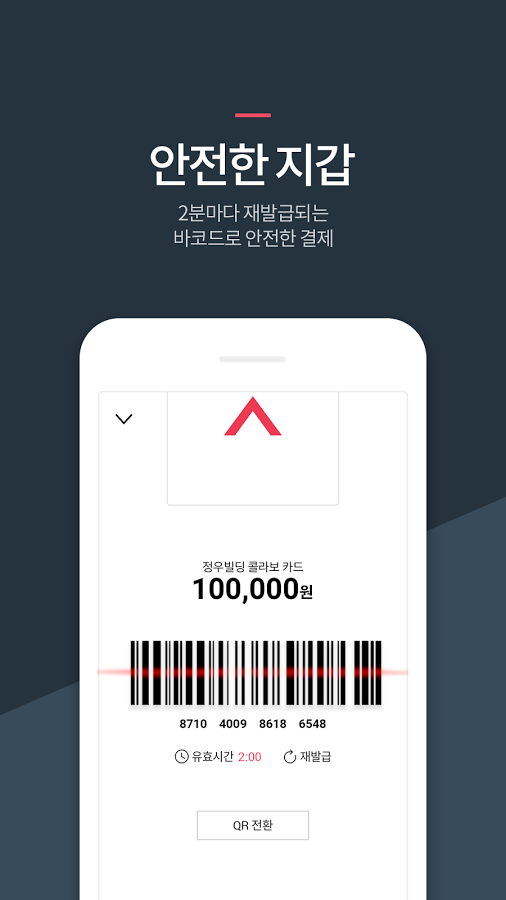 안전한 지갑
2분마다 재발급되는
바코드로 안전한 결제
정우빌딩 콜라보 카드
100,000원
8710 4009 8618 6548
유효시간 2:00 재발급
QR 전환